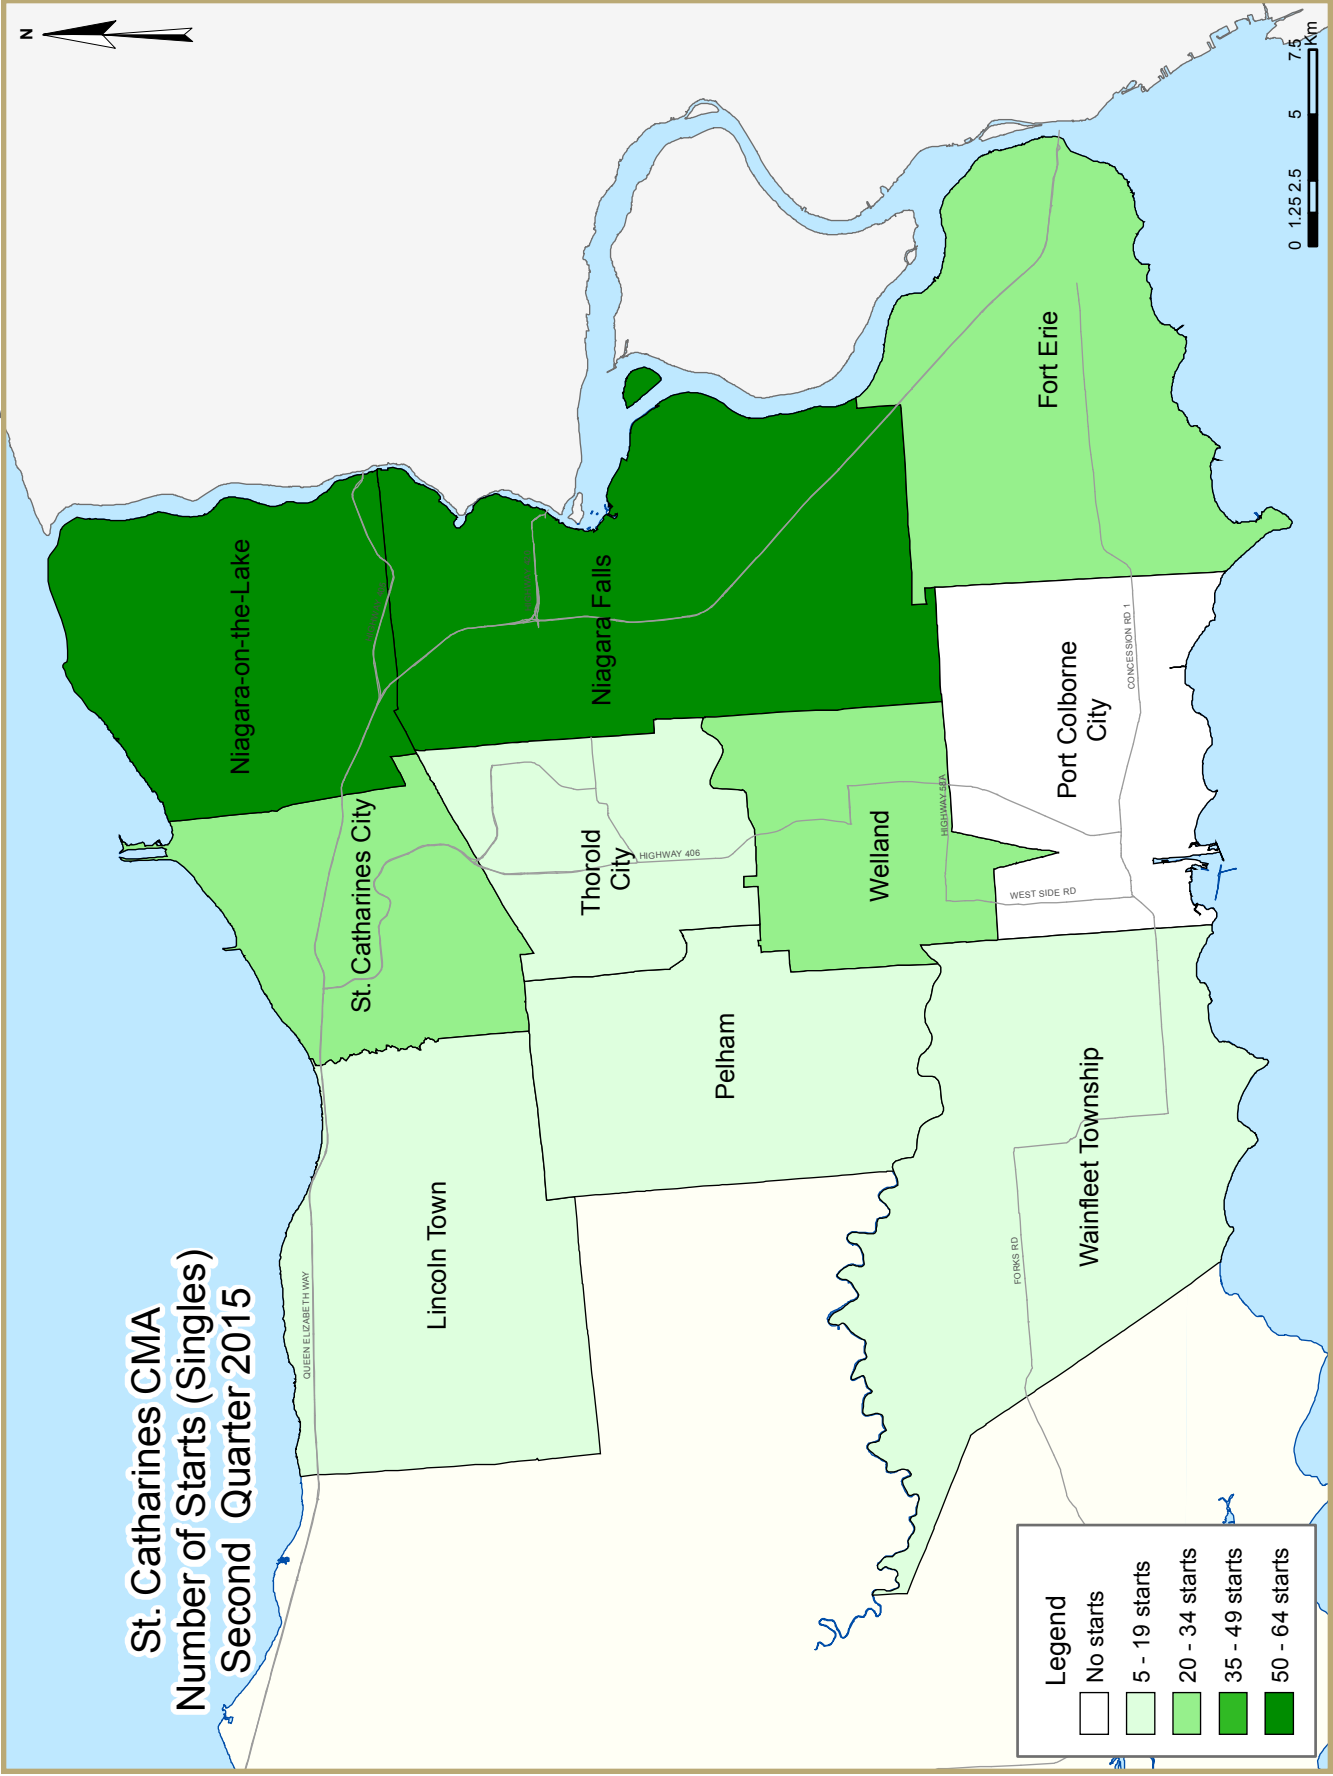 St. Catharines CMA
Number of Starts (Singles)
Second Quarter 2015
N
Niagara-on-the-Lake
St. Catharines City
QUEEN ELIZABETH WAY
Lincoln Town
Niagara Falls
Thorold
City
HIGHWAY 406
Pelham
Welland
HIGHWAY 58A
WEST SIDE RD
Fort Erie
Port Colborne
City
CONCESSION RD 1
Wainfleet Township
FORKS RD
Legend
No starts
5 - 19 starts
20 - 34 starts
35 - 49 starts
50 - 64 starts
0 1.25 2.5 5 7.5
Km